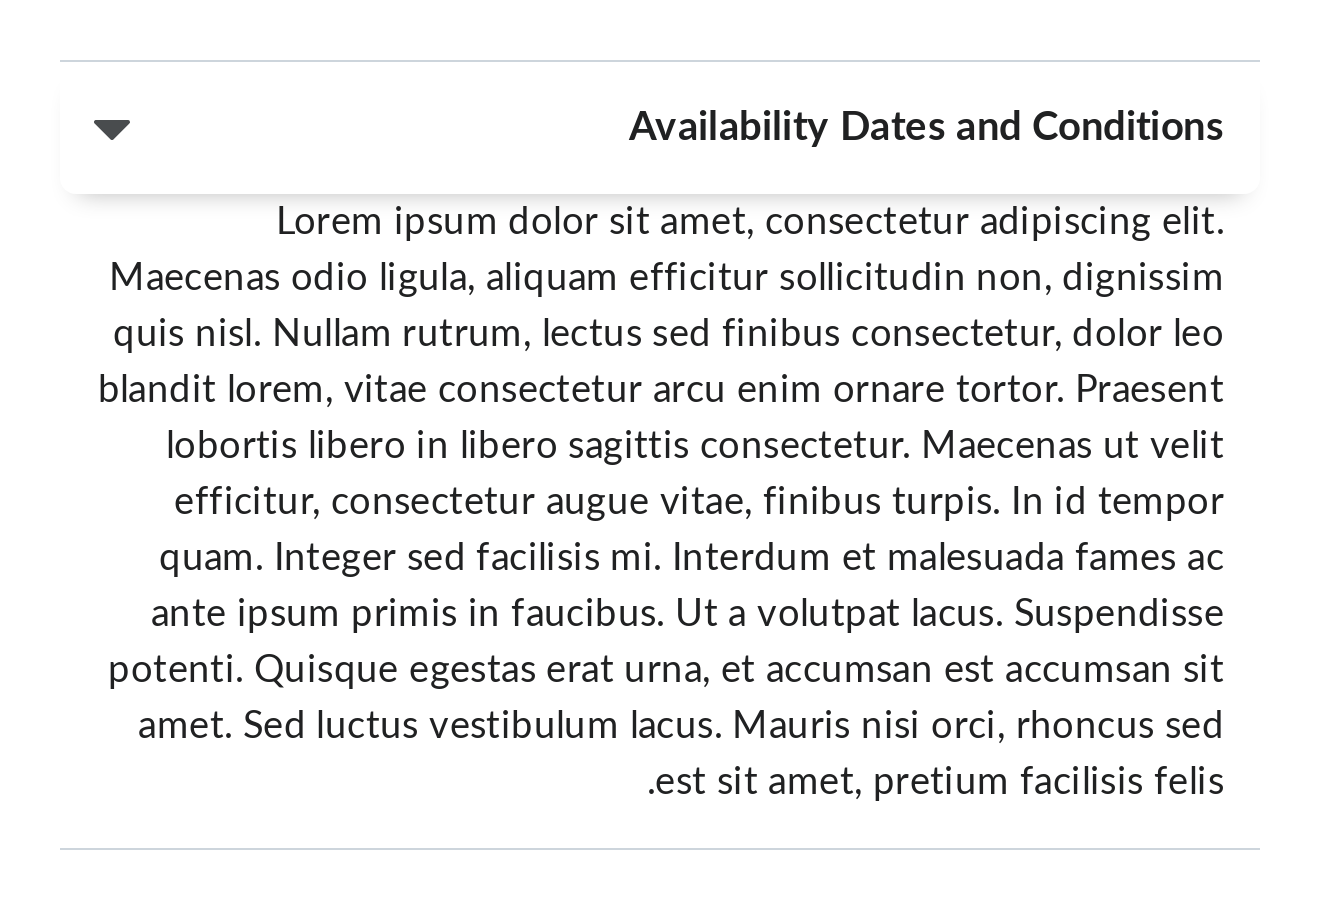 Availability Dates and Conditions
Lorem ipsum dolor sit amet, consectetur adipiscing elit.
Maecenas odio ligula, aliquam efficitur sollicitudin non, dignissim
quis nisl. Nullam rutrum, lectus sed finibus consectetur, dolor leo
blandit lorem, vitae consectetur arcu enim ornare tortor. Praesent
lobortis libero in libero sagittis consectetur. Maecenas ut velit
efficitur, consectetur augue vitae, finibus turpis. In id tempor
quam. Integer sed facilisis mi. Interdum et malesuada fames ac
ante ipsum primis in faucibus. Ut a volutpat lacus. Suspendisse
potenti. Quisque egestas erat urna, et accumsan est accumsan sit
amet. Sed luctus vestibulum lacus. Mauris nisi orci, rhoncus sed
.est sit amet, pretium facilisis felis